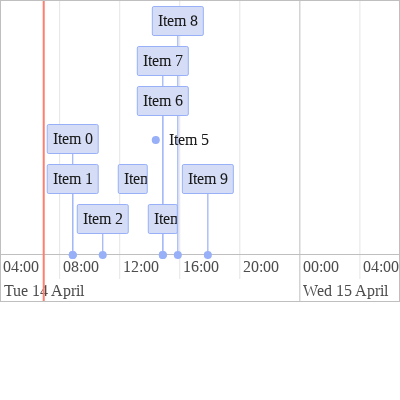 Item 8
Item 7
Item 6
Item 0
Item 5
Item 1
Item 9
Item 2
04:00
08:00
12:00
16:00
20:00
00:00
04:00
Tue 14 April
Wed 15 April